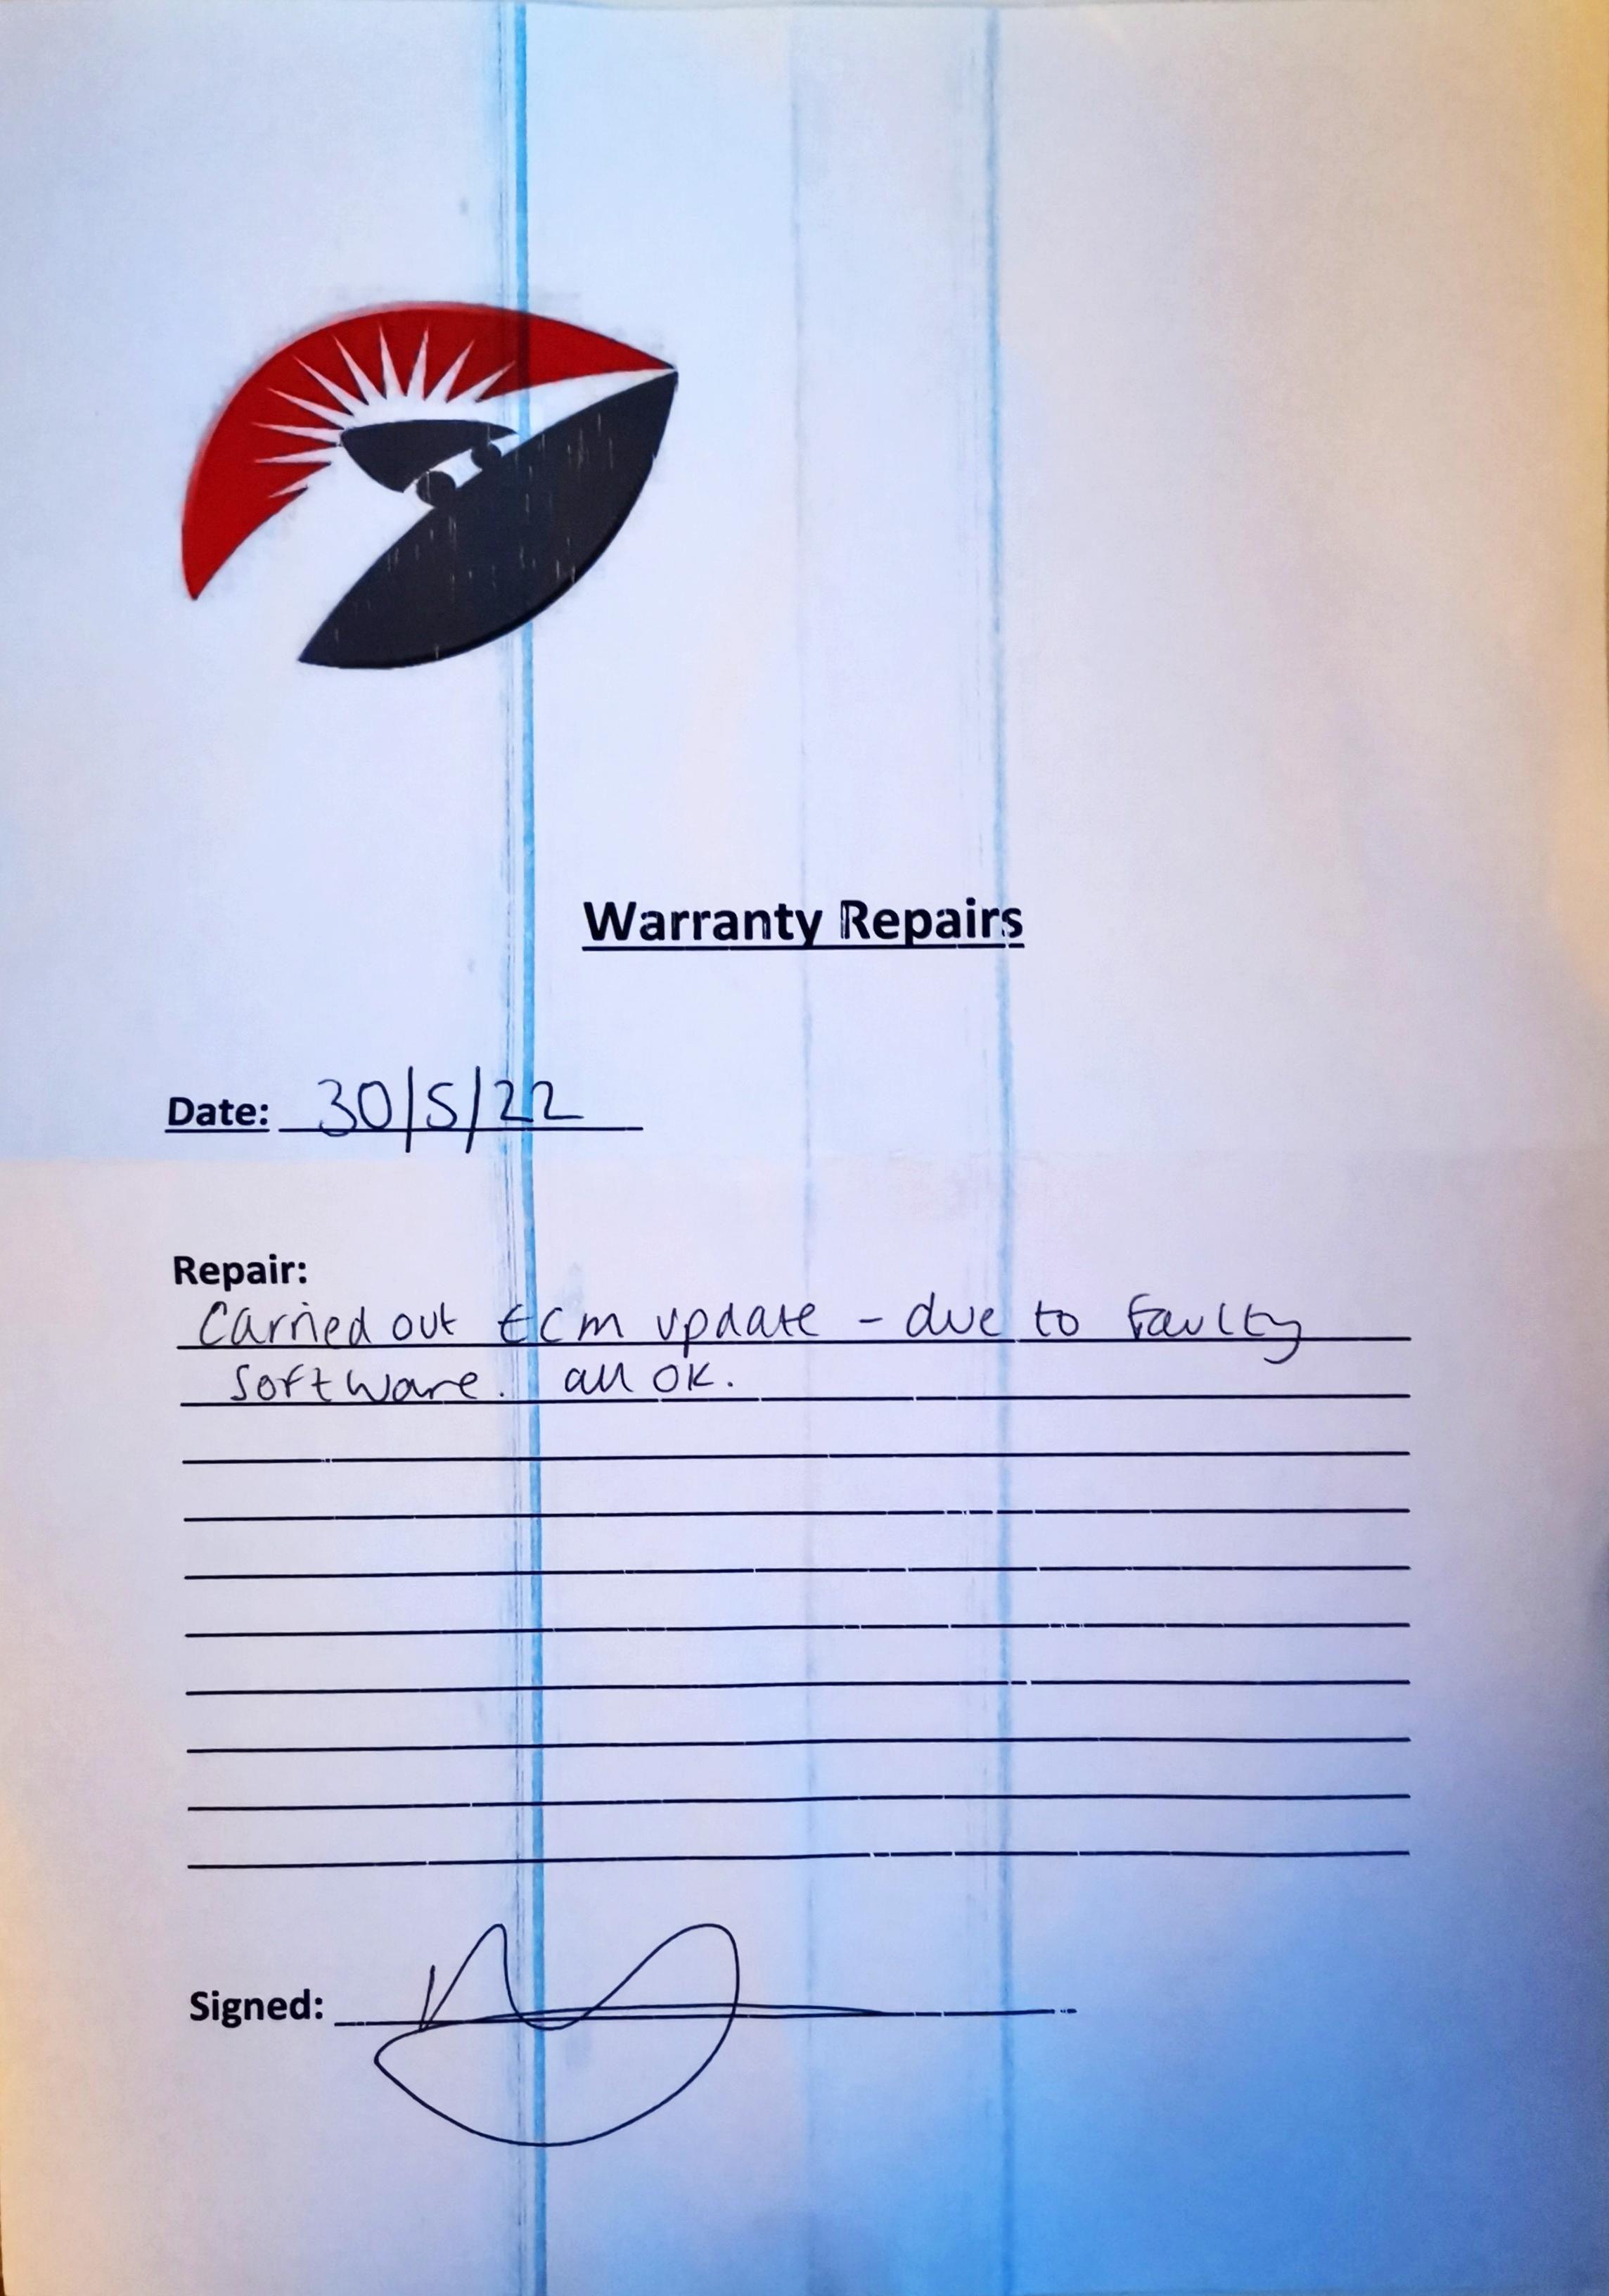 Warranty Repairs
Date: 30/5/22
Repair:
Carried out Ecm update - due to Faulty
Software. all ok.
Signed: